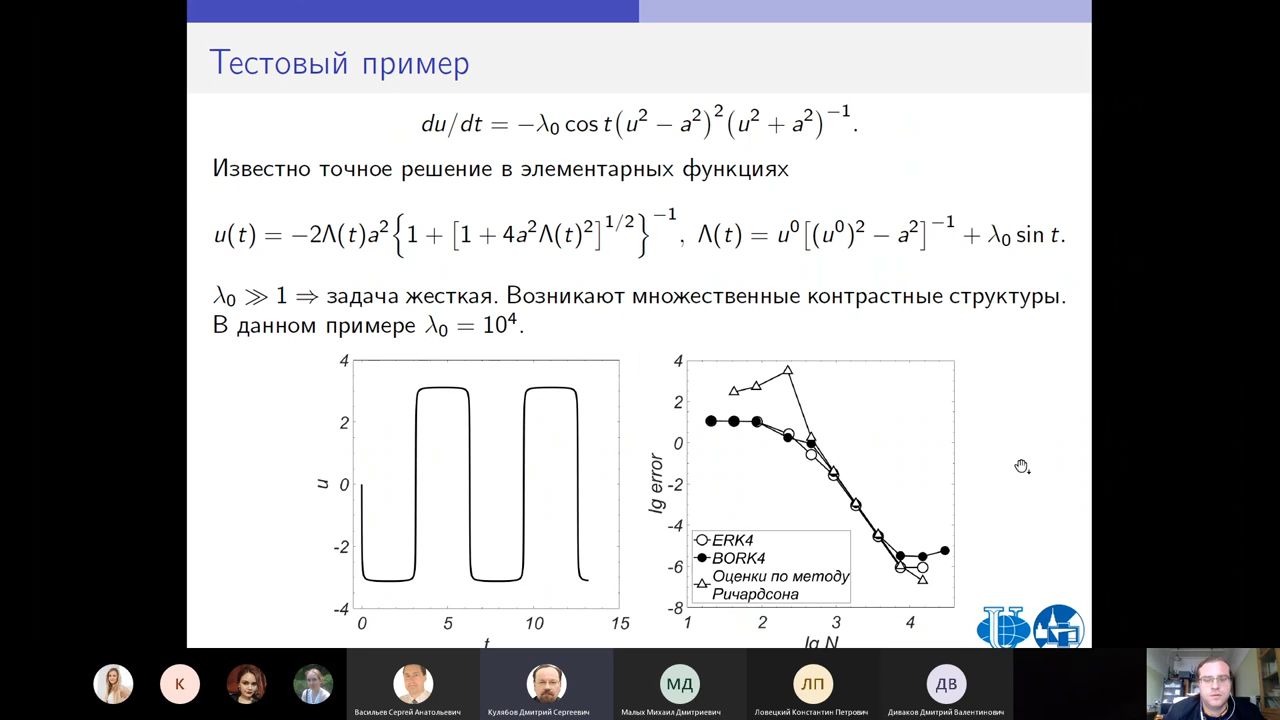 Тестовый пример
du/dt = −λ₀ cos t(u² − a²)²(u² + a²)⁻¹.
Известно точное решение в элементарных функциях
u(t) = −2Λ(t)a²{1 + [1 + 4a²Λ(t)²]^{1/2}}⁻¹, Λ(t) = u⁰[(u⁰)² − a²]⁻¹ + λ₀ sin t.
λ₀ ≫ 1 ⇒ задача жесткая. Возникают множественные контрастные структуры.
В данном примере λ₀ = 10⁴.
4
2
0
-2
-4
u
0 5 10 15
t
4
2
0
-2
-4
-6
-8
lg error
ERK4
BORK4
Оценки по методу
Ричардсона
1 2 3 4
lg N
К
МД
ЛП
ДВ
Васильев Сергей Анатольевич
Кулябов Дмитрий Сергеевич
Малых Михаил Дмитриевич
Ловецкий Константин Петрович
Диваков Дмитрий Валентинович